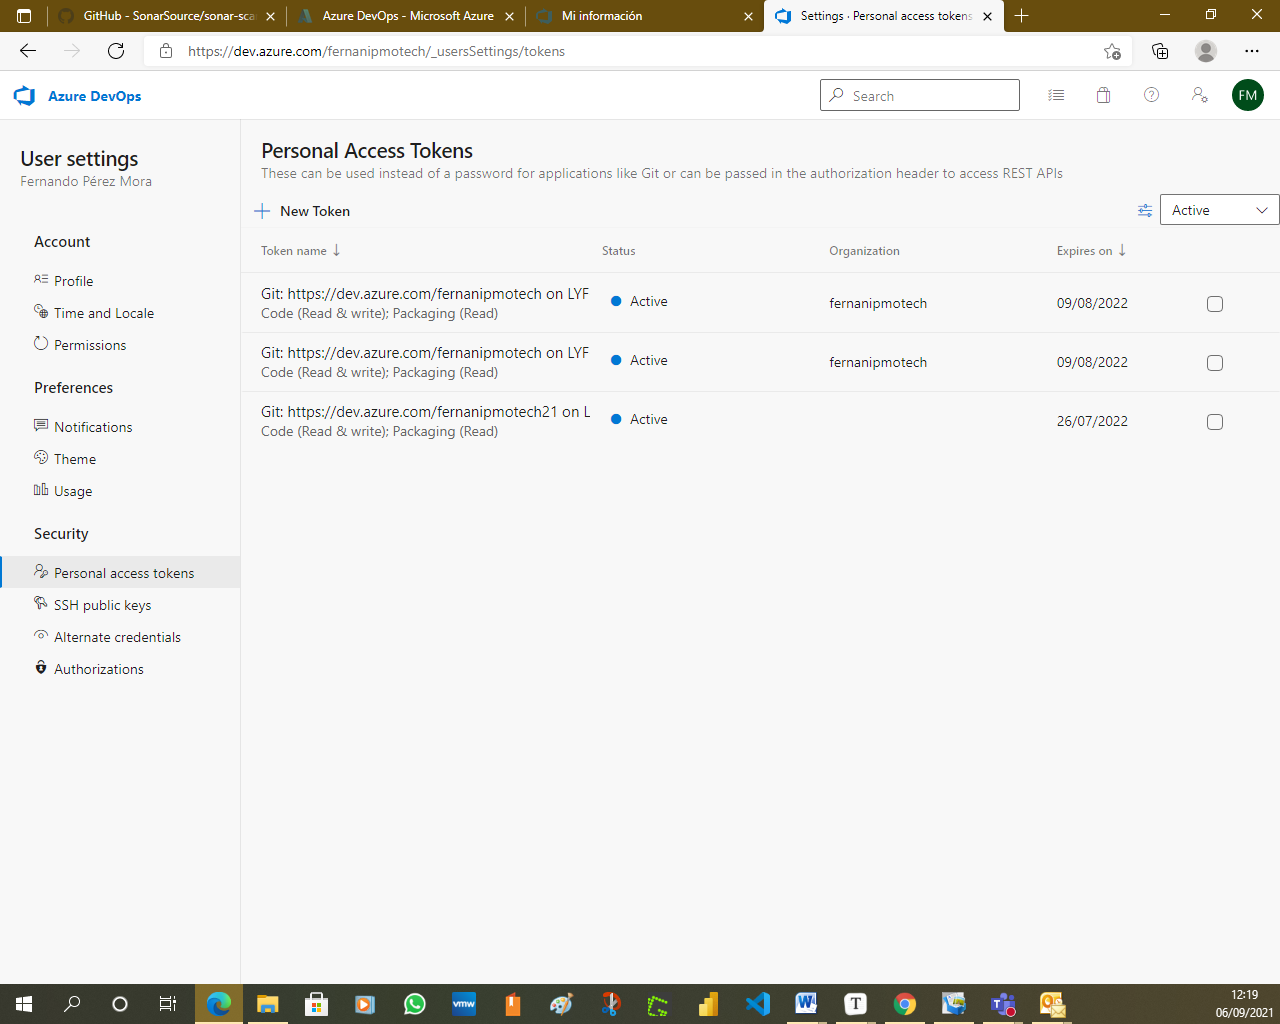 GitHub - SonarSource/sonar-sca
Azure DevOps - Microsoft Azure
Mi información
Settings · Personal access tokens
https://dev.azure.com/fernanipmotech/_usersSettings/tokens
Azure DevOps
Search
FM
User settings
Fernando Pérez Mora
Account
Profile
Time and Locale
Permissions
Preferences
Notifications
Theme
Usage
Security
Personal access tokens
SSH public keys
Alternate credentials
Authorizations
Personal Access Tokens
These can be used instead of a password for applications like Git or can be passed in the authorization header to access REST APIs
New Token
Active
Token name
Status
Organization
Expires on
Git: https://dev.azure.com/fernanipmotech on LYF
Code (Read & write); Packaging (Read)
Active
fernanipmotech
09/08/2022
Git: https://dev.azure.com/fernanipmotech on LYF
Code (Read & write); Packaging (Read)
Active
fernanipmotech
09/08/2022
Git: https://dev.azure.com/fernanipmotech21 on L
Code (Read & write); Packaging (Read)
Active
26/07/2022
vmw
W
T
12:19
06/09/2021